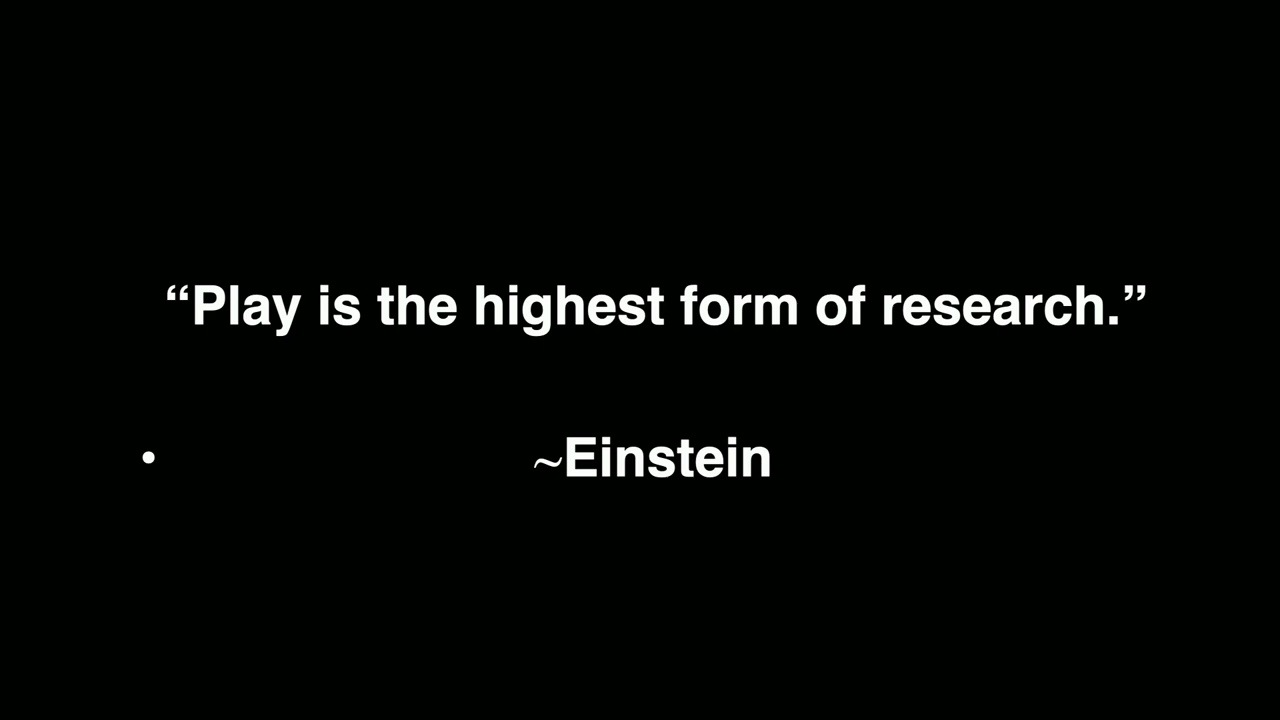 “Play is the highest form of research.”
• ~Einstein